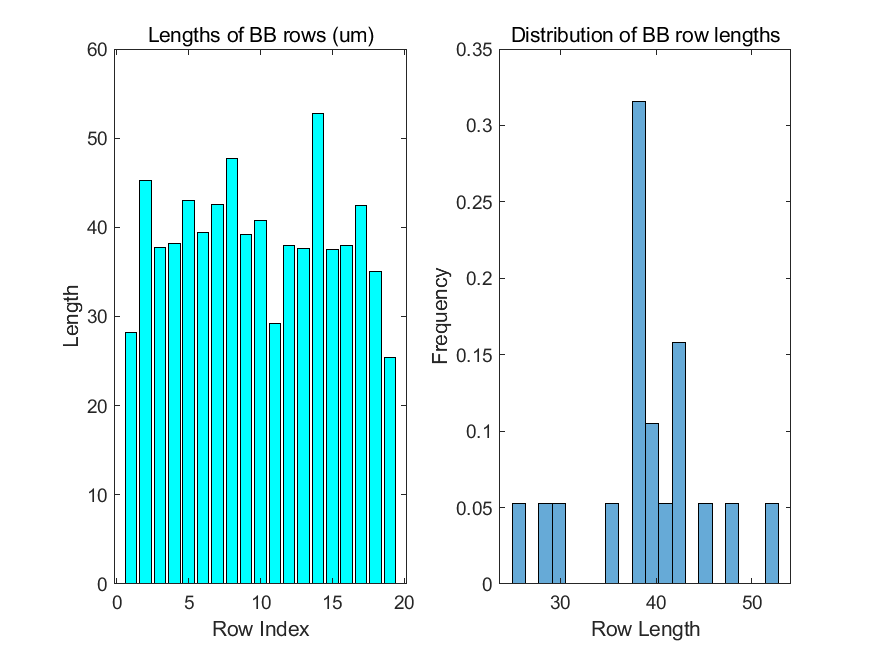 Lengths of BB rows (um)
60
50
40
30
20
10
0
Length
0 5 10 15 20
Row Index
Distribution of BB row lengths
0.35
0.3
0.25
0.2
0.15
0.1
0.05
0
Frequency
30 40 50
Row Length